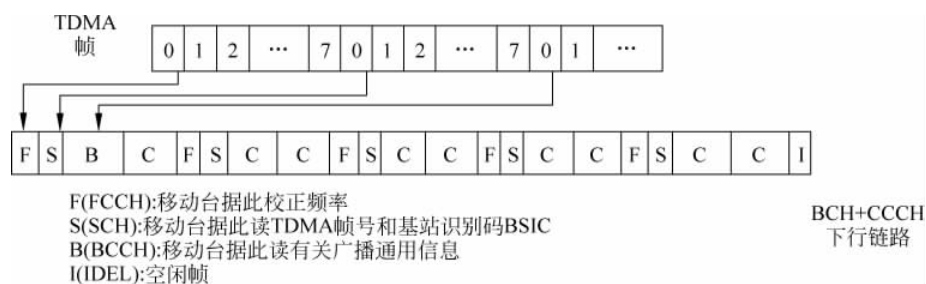 TDMA
帧
0 1 2 … 7 0 1 2 … 7 0 1 …
F S B C F S C C F S C C F S C C F S C C I
F(FCCH):移动台据此校正频率
S(SCH):移动台据此读TDMA帧号和基站识别码BSIC
B(BCCH):移动台据此读有关广播通用信息
I(IDEL):空闲帧
BCH+CCCH
下行链路